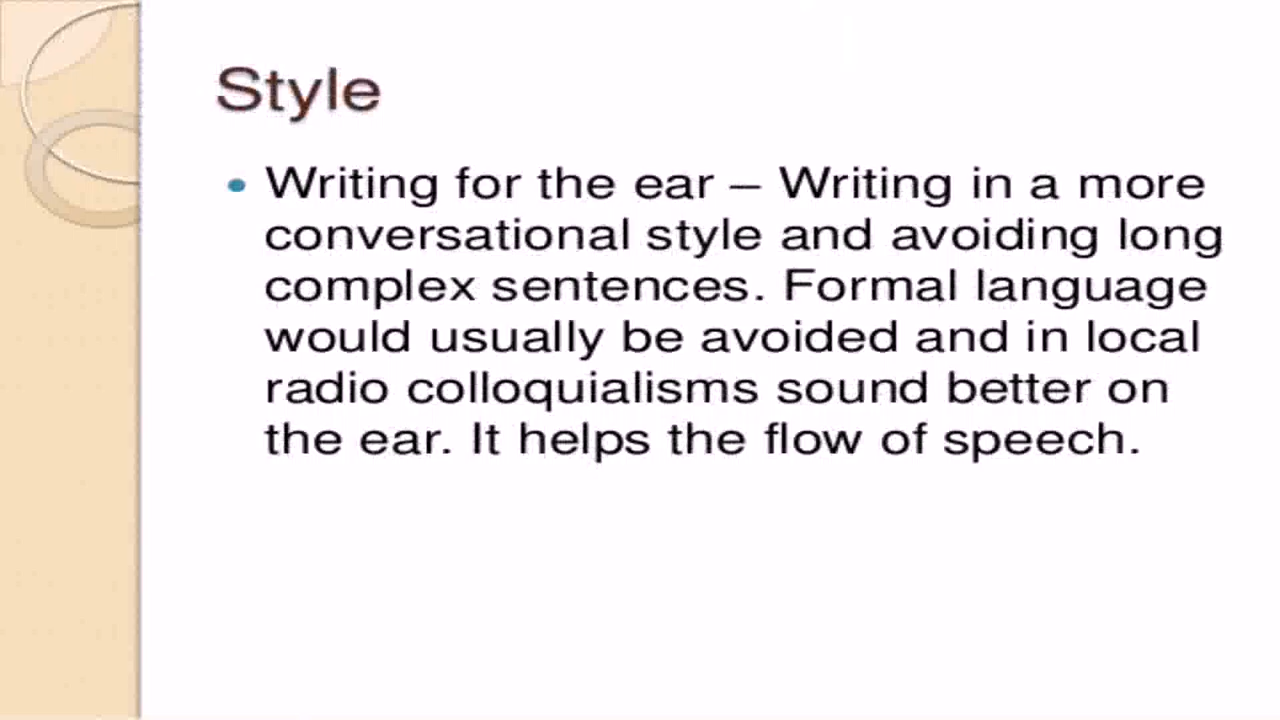 Style
• Writing for the ear – Writing in a more
conversational style and avoiding long
complex sentences. Formal language
would usually be avoided and in local
radio colloquialisms sound better on
the ear. It helps the flow of speech.